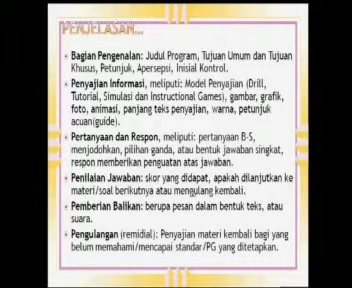 PENJELASAN...
Bagian Pengenalan: Judul Program, Tujuan Umum dan Tujuan
Khusus, Petunjuk, Apersepsi, Inisial Kontrol.
Penyajian Informasi, meliputi: Model Penyajian (Drill,
Tutorial, Simulasi dan Instructional Games), gambar, grafik,
foto, animasi, panjang teks penyajian, warna, petunjuk
acuan(guide).
Pertanyaan dan Respon, meliputi: pertanyaan B-S,
menjodohkan, pilihan ganda, atau bentuk jawaban singkat,
respon memberikan penguatan atas jawaban.
Penilaian Jawaban: skor yang didapat, apakah dilanjutkan ke
materi/soal berikutnya atau mengulang kembali.
Pemberian Balikan: berupa pesan dalam bentuk teks, atau
suara.
Pengulangan (remidial): Penyajian materi kembali bagi yang
belum memahami/mencapai standar/PG yang ditetapkan.